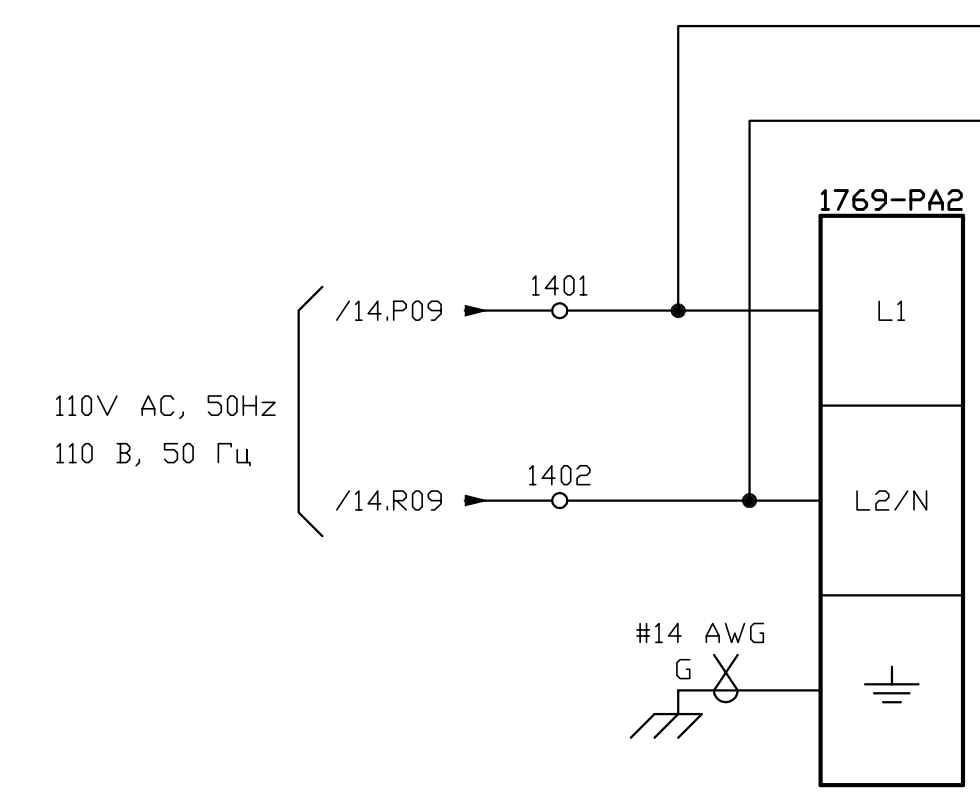 1769-PA2
1401
/14.P09
L1
110V AC, 50Hz
110 В, 50 Гц
1402
/14.R09
L2/N
#14 AWG
G